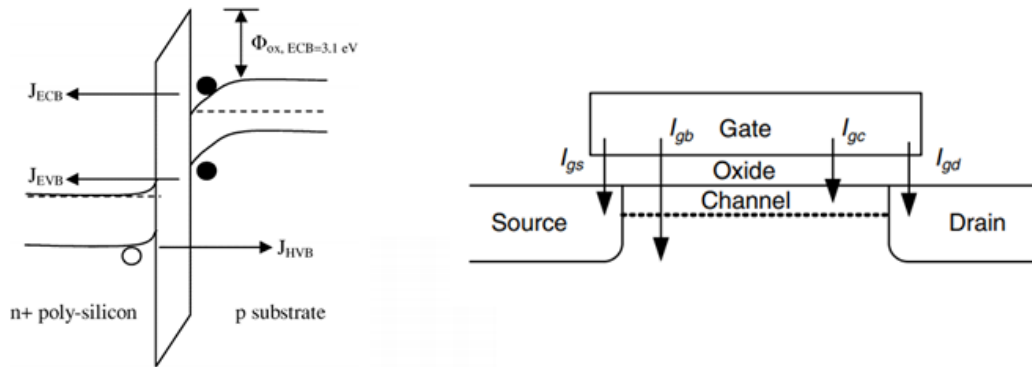 Φox, ECB=3.1 eV
JECB
JEVB
JHVB
n+ poly-silicon
p substrate
Gate
Igs
Igb
Igc
Igd
Oxide
Channel
Source
Drain